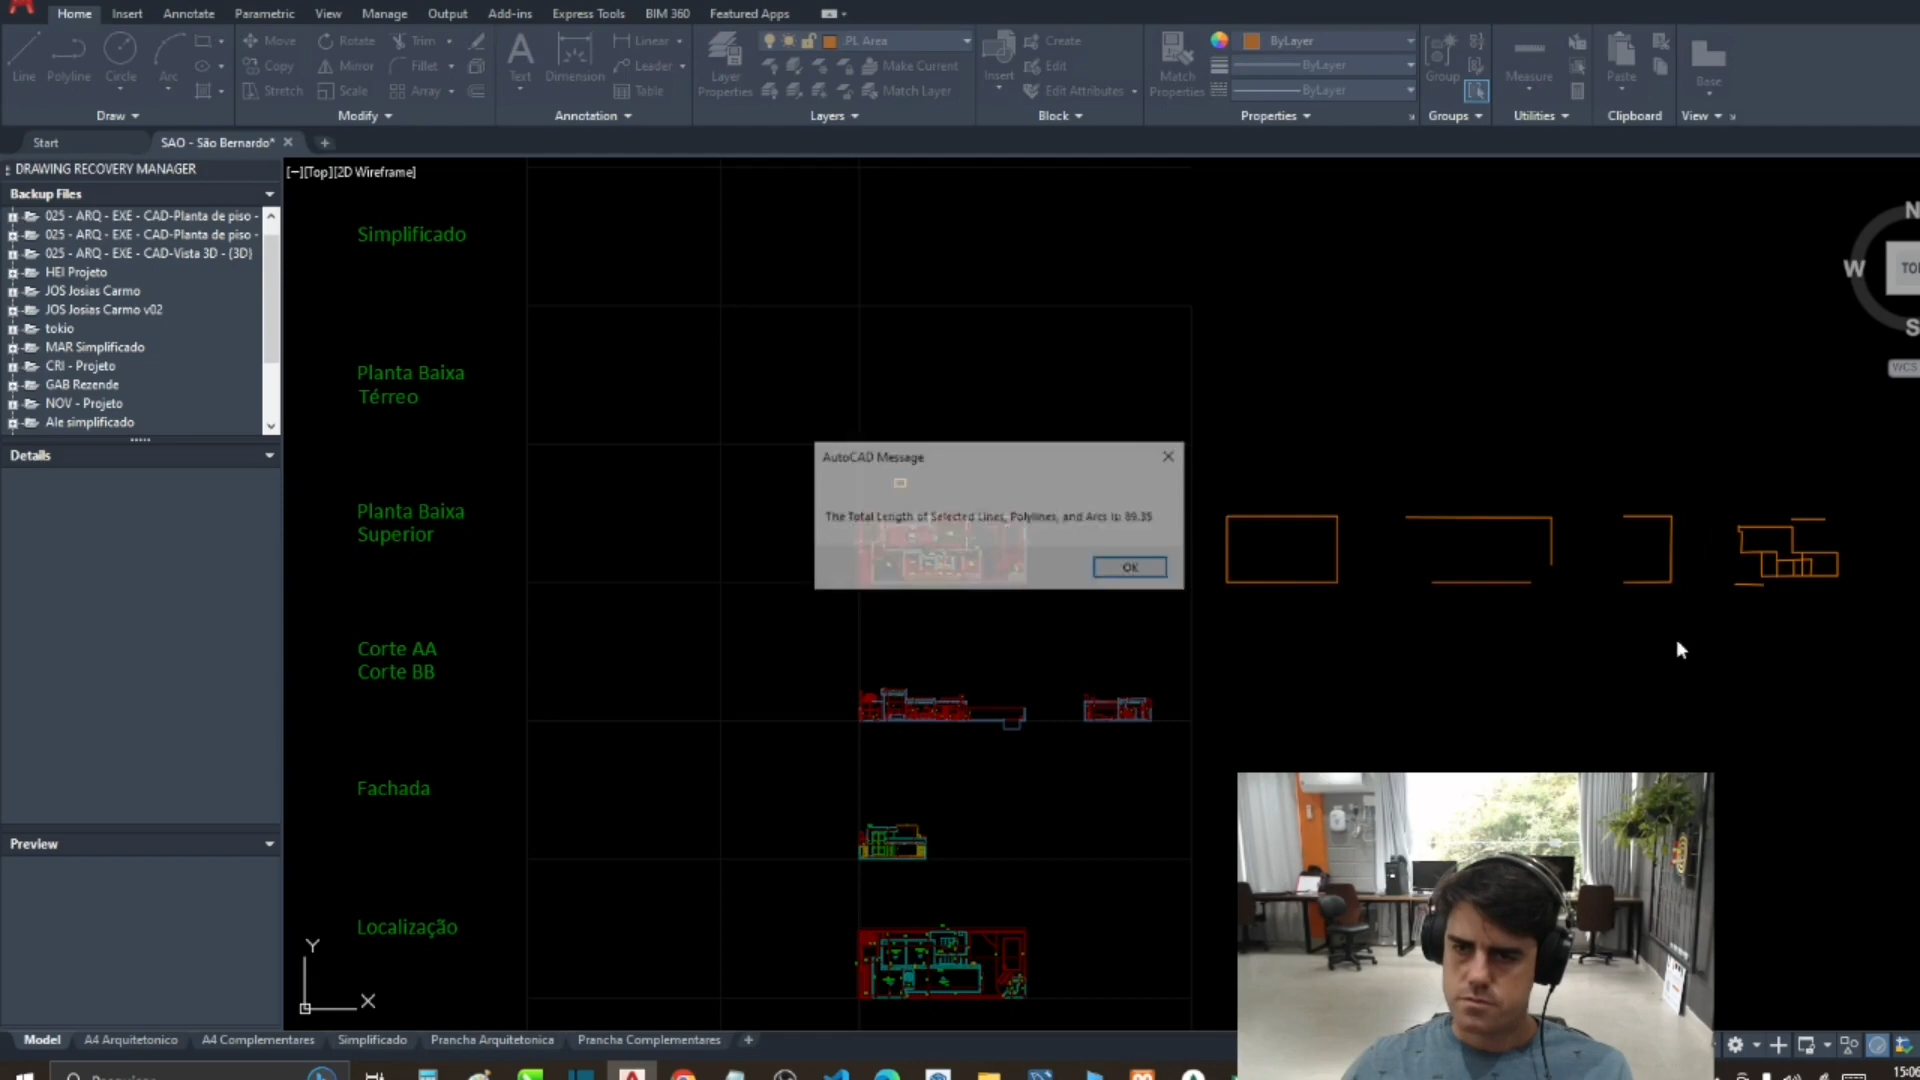 Home Insert Annotate Parametric View Manage Output Add-ins Express Tools BIM 360 Featured Apps
Line Polyline Circle Arc
Move Rotate Trim
Copy Mirror Fillet
Stretch Scale Array
Text Dimension
Linear
Leader
Table
Layer Properties
PL Area
Make Current
Match Layer
Insert
Create
Edit
Edit Attributes
Match Properties
ByLayer
ByLayer
ByLayer
Group
Measure
Paste
Base
Draw Modify Annotation Layers Block Properties Groups Utilities Clipboard View
Start SAO - São Bernardo*
DRAWING RECOVERY MANAGER
Backup Files
025 - ARQ - EXE - CAD-Planta de piso -
025 - ARQ - EXE - CAD-Planta de piso -
025 - ARQ - EXE - CAD-Vista 3D - (3D)
HEI Projeto
JOS Josias Carmo
JOS Josias Carmo v02
tokio
MAR Simplificado
CRI - Projeto
GAB Rezende
NOV - Projeto
Ale simplificado
Details
Preview
[–][Top][2D Wireframe]
Simplificado
Planta Baixa
Térreo
Planta Baixa
Superior
Corte AA
Corte BB
Fachada
Localização
Y
X
AutoCAD Message
The Total Length of Selected Lines, Polylines, and Arcs is: 89.35
OK
N
W
S
WCS
Model A4 Arquitetonico A4 Complementares Simplificado Prancha Arquitetonica Prancha Complementares
15:06